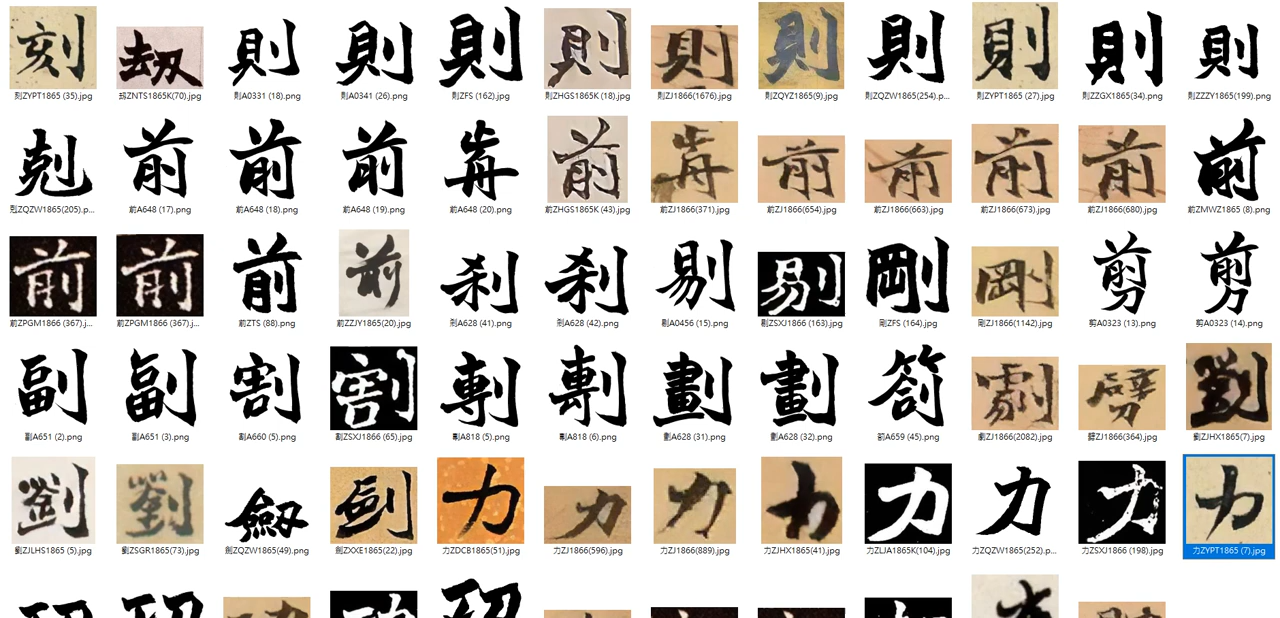 刻 刧 則 則 則 則 則 則 則 則 則 則
刻ZYPT1865 (35).jpg 刧ZNTS1865K(70).jpg 則A0331 (18).png 則A0341 (26).png 則ZFS (162).jpg 則ZHGS1865K (18).jpg 則ZJ1866(1676).jpg 則ZQYZ1865(9).jpg 則ZQZW1865(254).p... 則ZYPT1865 (27).jpg 則ZZGX1865(34).png 則ZZZY1865(199).png
剋 前 前 前 歬 前 歬 前 前 前 前 前
剋ZQZW1865(205).p... 前A648 (17).png 前A648 (18).png 前A648 (19).png 前A648 (20).png 前ZHGS1865K (43).jpg 前ZJ1866(371).jpg 前ZJ1866(654).jpg 前ZJ1866(663).jpg 前ZJ1866(673).jpg 前ZJ1866(680).jpg 前ZMWZ1865 (8).png
前 前 前 前 刹 刹 剔 剔 剛 剛 剪 剪
前ZPGM1866 (367).j... 前ZPGM1866 (367).j... 前ZTS (88).png 前ZZJY1865(20).jpg 刹A628 (41).png 刹A628 (42).png 剔A0456 (15).png 剔ZSXJ1866 (163).jpg 剛ZFS (164).jpg 剛ZJ1866(1142).jpg 剪A0323 (13).png 剪A0323 (14).png
副 副 割 割 剸 剸 劃 劃 劄 劇 劈 劉
副A651 (2).png 副A651 (3).png 割A660 (5).png 割ZSXJ1866 (65).jpg 剸A818 (5).png 剸A818 (6).png 劃A628 (31).png 劃A628 (32).png 劄A659 (45).png 劇ZJ1866(2082).jpg 劈ZJ1866(364).jpg 劉ZJHX1865(7).jpg
劉 劉 劒 劍 力 力 力 力 力 力 力 力
劉ZJLHS1865 (5).jpg 劉ZSGR1865(73).jpg 劍ZQZW1865(49).png 劍ZXXE1865(22).jpg 力ZDCB1865(51).jpg 力ZJ1866(596).jpg 力ZJ1866(889).jpg 力ZJHX1865(41).jpg 力ZLJA1865K(104).jpg 力ZQZW1865(252).p... 力ZSXJ1866 (198).jpg 力ZYPT1865 (7).jpg